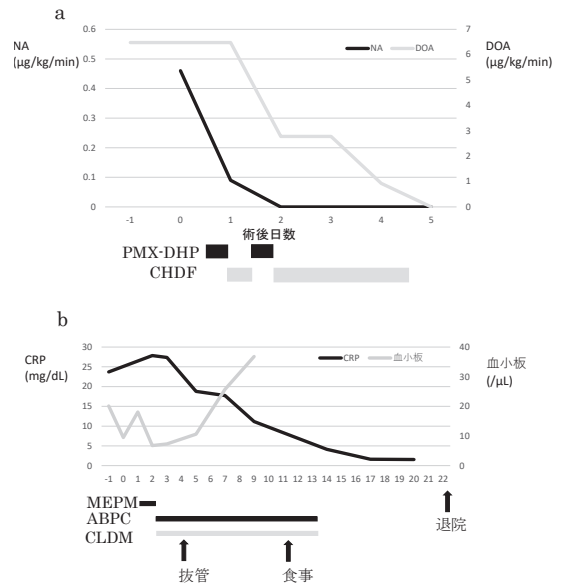 a
NA
(μg/kg/min)
DOA
(μg/kg/min)
NA DOA
0.6
0.5
0.4
0.3
0.2
0.1
0
7
6
5
4
3
2
1
0
-1 0 1 2 3 4 5
術後日数
PMX-DHP
CHDF
b
CRP
(mg/dL)
血小板
(/μL)
CRP 血小板
30
25
20
15
10
5
0
40
30
20
10
0
-1 0 1 2 3 4 5 6 7 8 9 10 11 12 13 14 15 16 17 18 19 20 21 22
MEPM
ABPC
CLDM
抜管
食事
退院